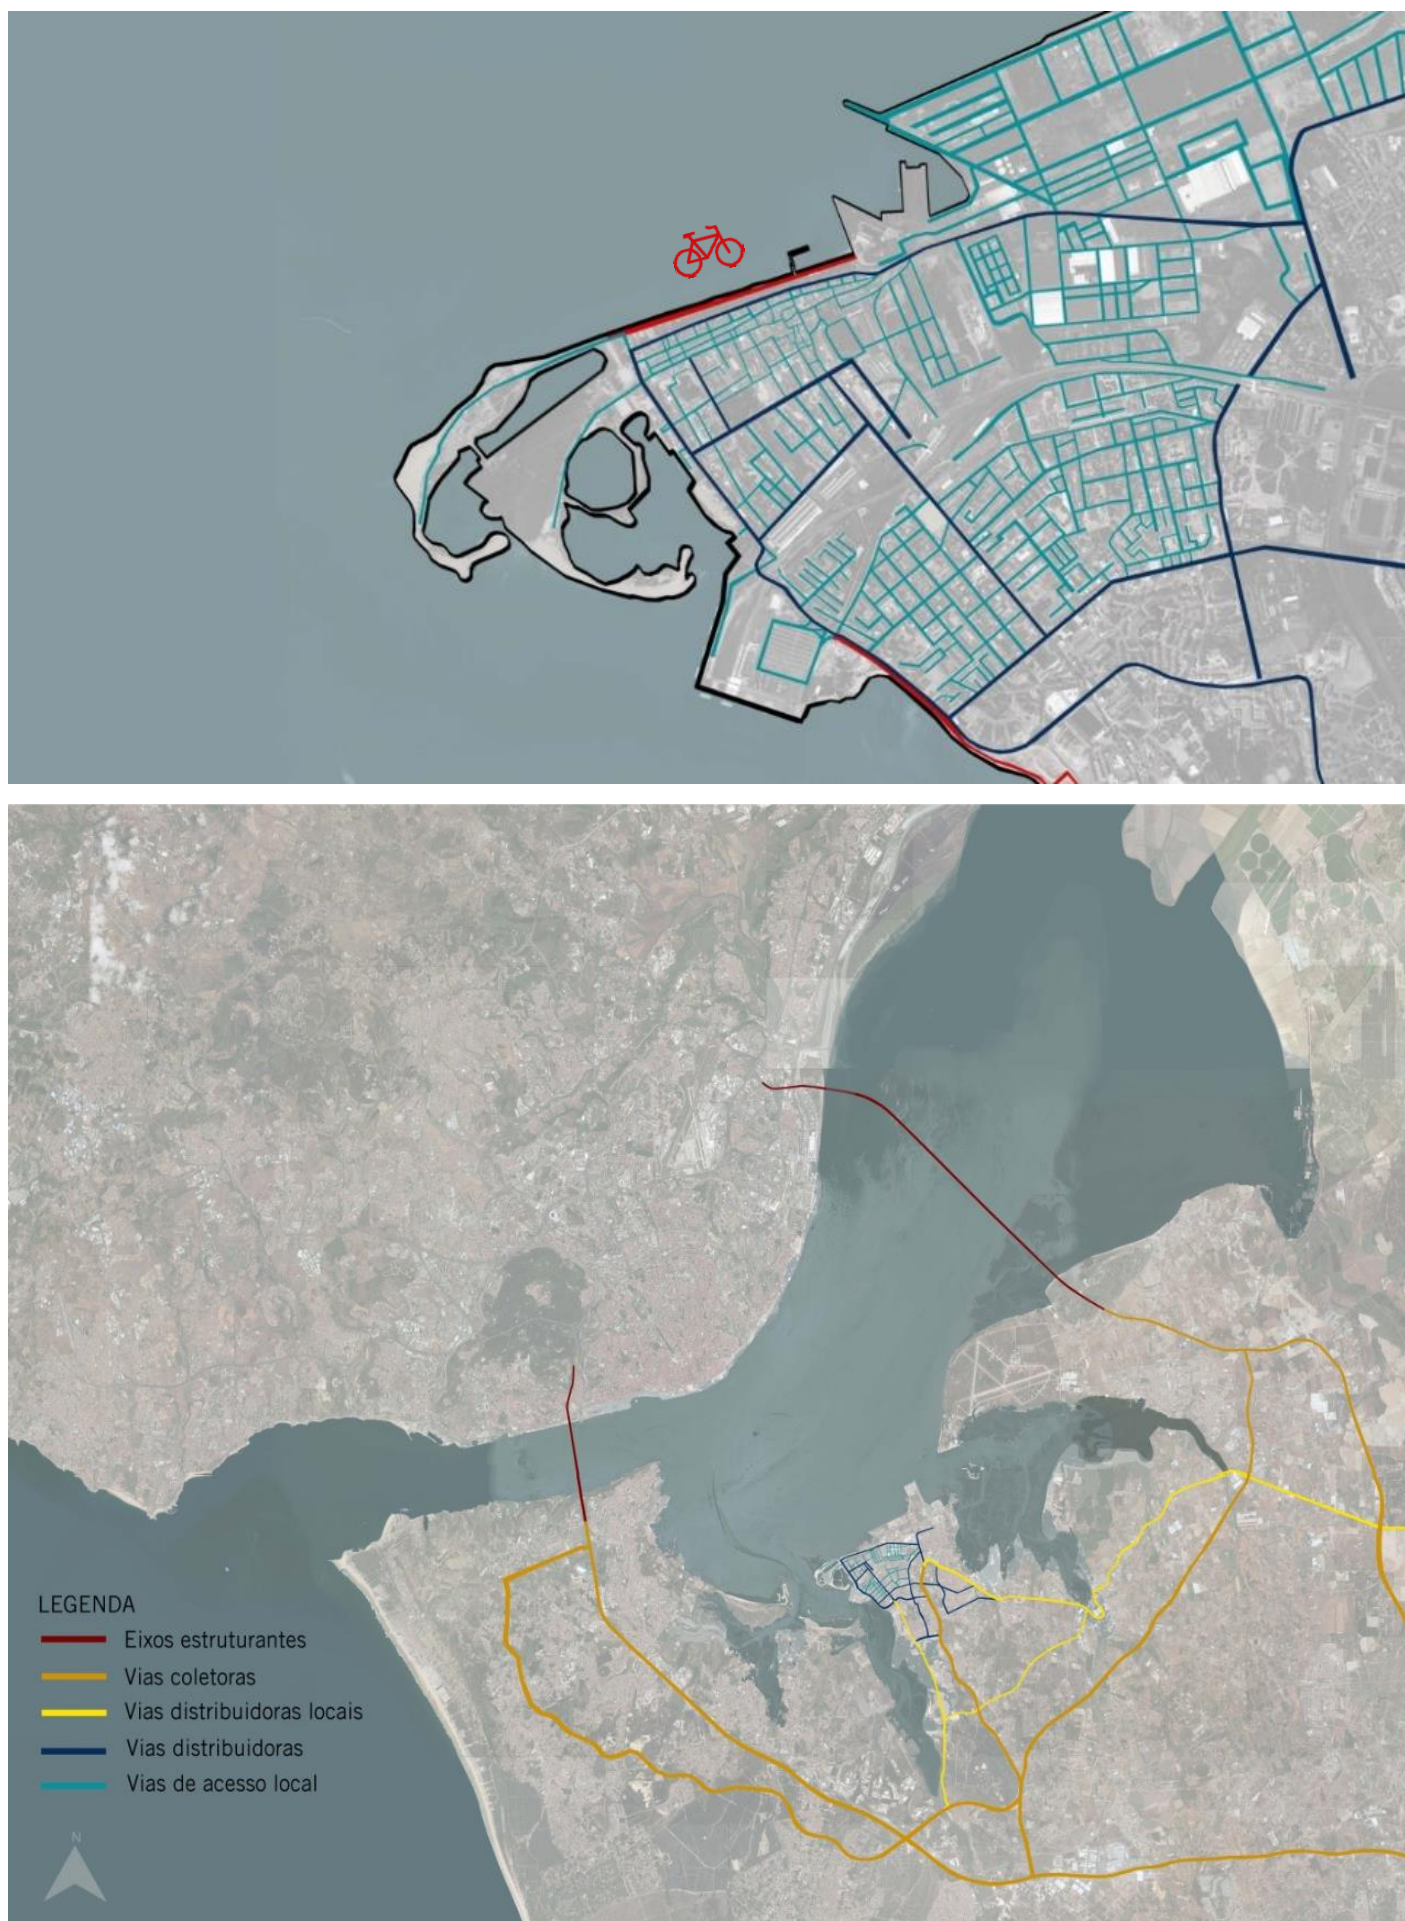 LEGENDA
Eixos estruturantes
Vias coletoras
Vias distribuidoras locais
Vias distribuidoras
Vias de acesso local
N